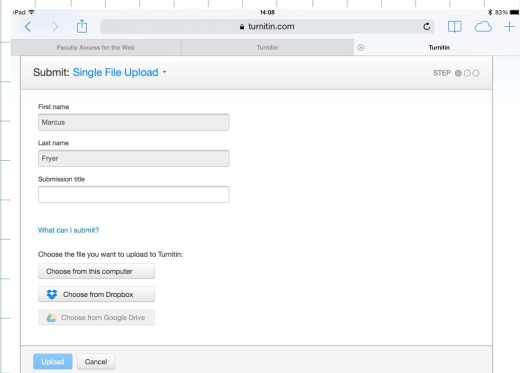 iPad 14:08 83%
turnitin.com
Faculty Access for the Web Turnitin Turnitin
Submit: Single File Upload STEP
First name
Marcus
Last name
Fryer
Submission title
What can I submit?
Choose the file you want to upload to Turnitin:
Choose from this computer
Choose from Dropbox
Choose from Google Drive
Upload Cancel